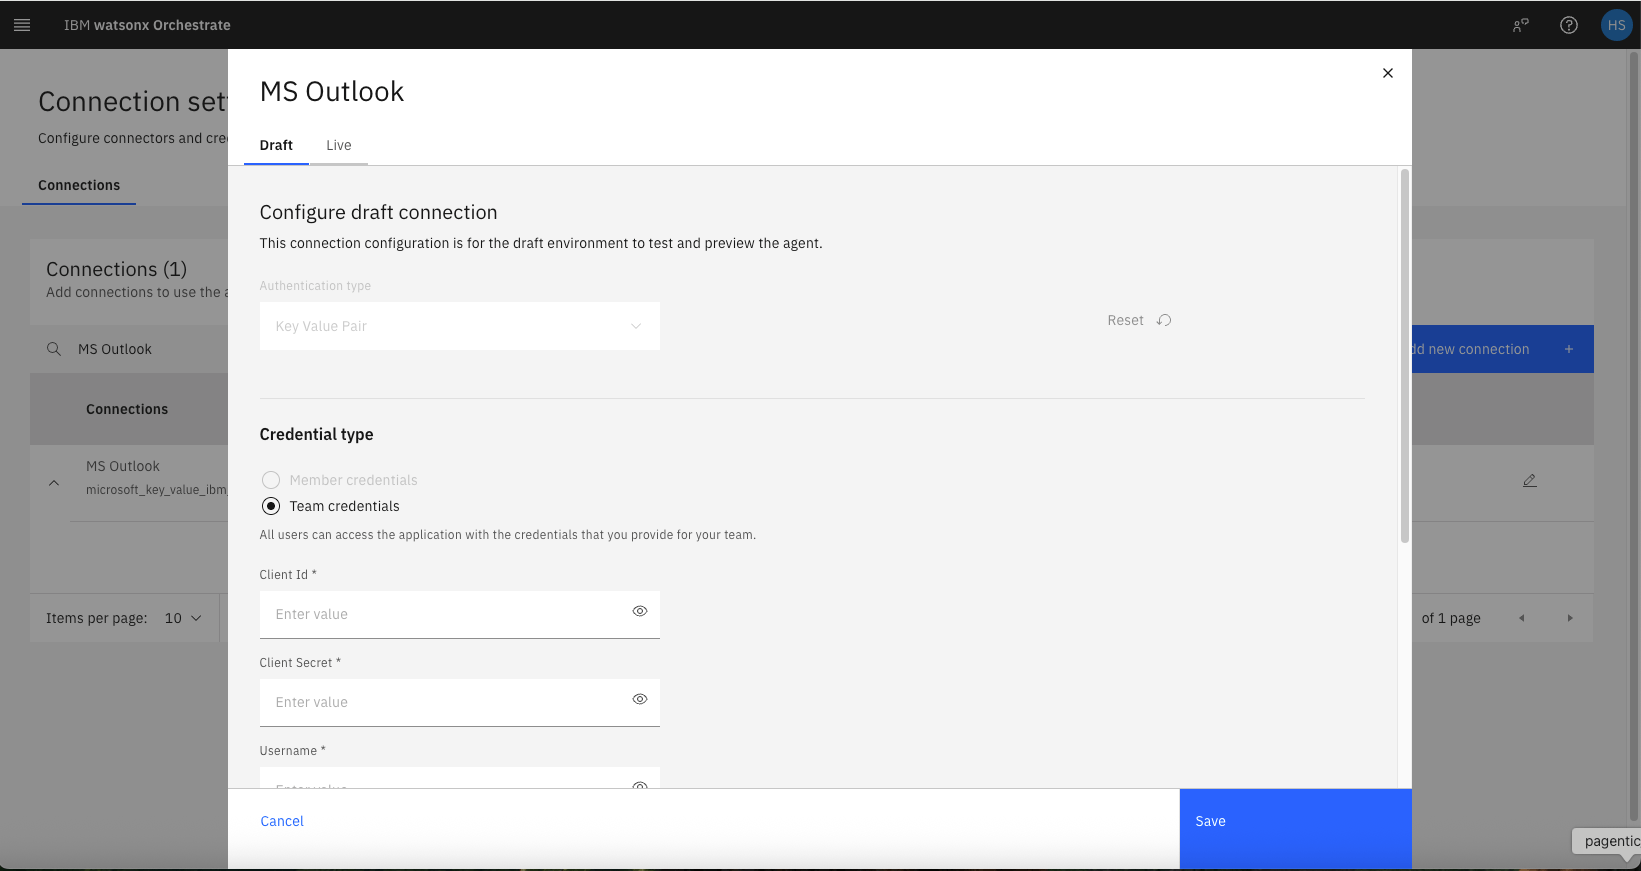 IBM watsonx Orchestrate
HS
MS Outlook
Draft
Live
Connection set
Configure connectors and cre
Connections
Configure draft connection
This connection configuration is for the draft environment to test and preview the agent.
Authentication type
Key Value Pair
Reset
Connections (1)
Add connections to use the a
MS Outlook
dd new connection +
Connections
Credential type
Member credentials
Team credentials
All users can access the application with the credentials that you provide for your team.
MS Outlook
microsoft_key_value_ibm_
Client Id *
Enter value
Items per page: 10
of 1 page
Client Secret *
Enter value
Username *
Enter value
Cancel
Save
pagentic